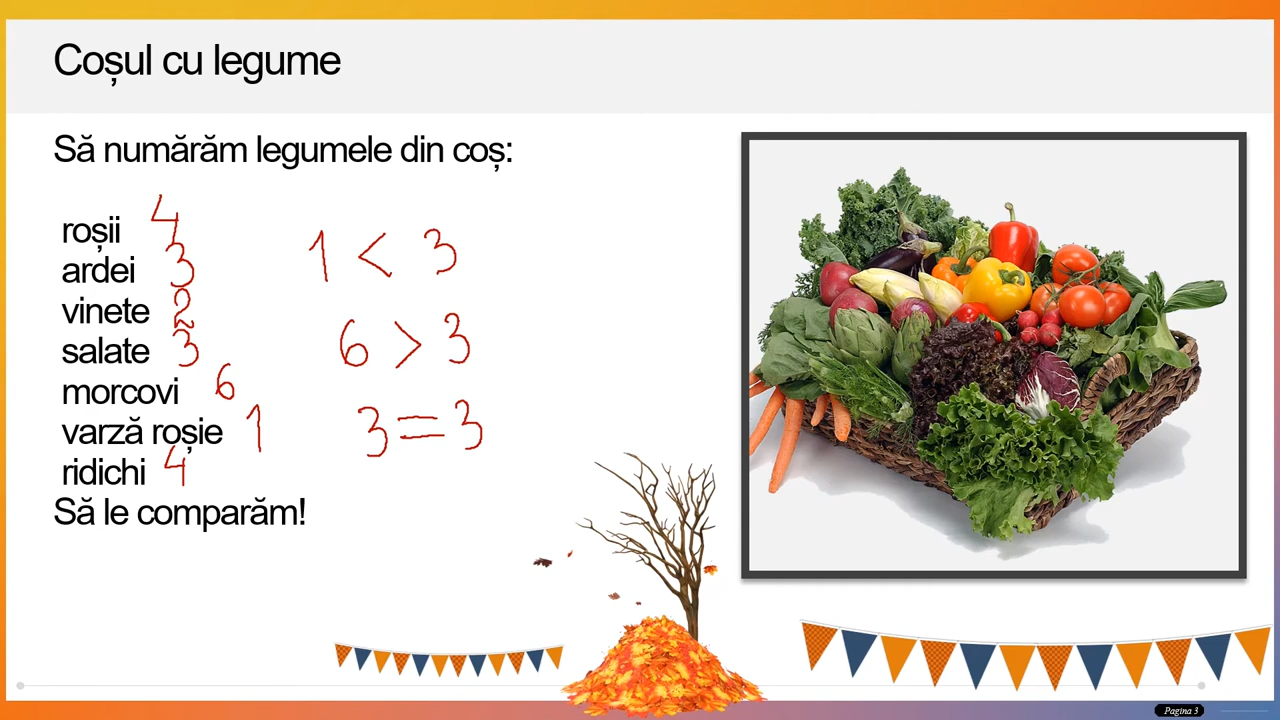 Coșul cu legume
Să numărăm legumele din coș:
roșii 4
ardei 3
vinete 2
salate 3
morcovi 6
varză roșie 1
ridichi 4
Să le comparăm!
1 < 3
6 > 3
3 = 3
Pagina 3